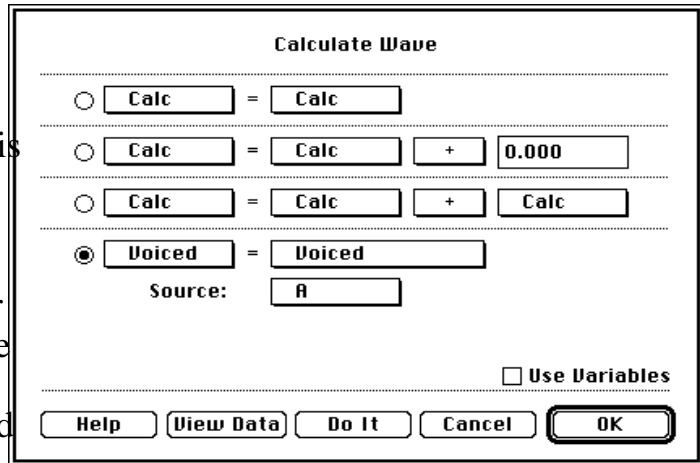 Calculate Wave
Calc = Calc
is
Calc = Calc + 0.000
Calc = Calc + Calc
Voiced = Voiced
Source: A
.
e
Use Variables
d
Help View Data Do It Cancel OK